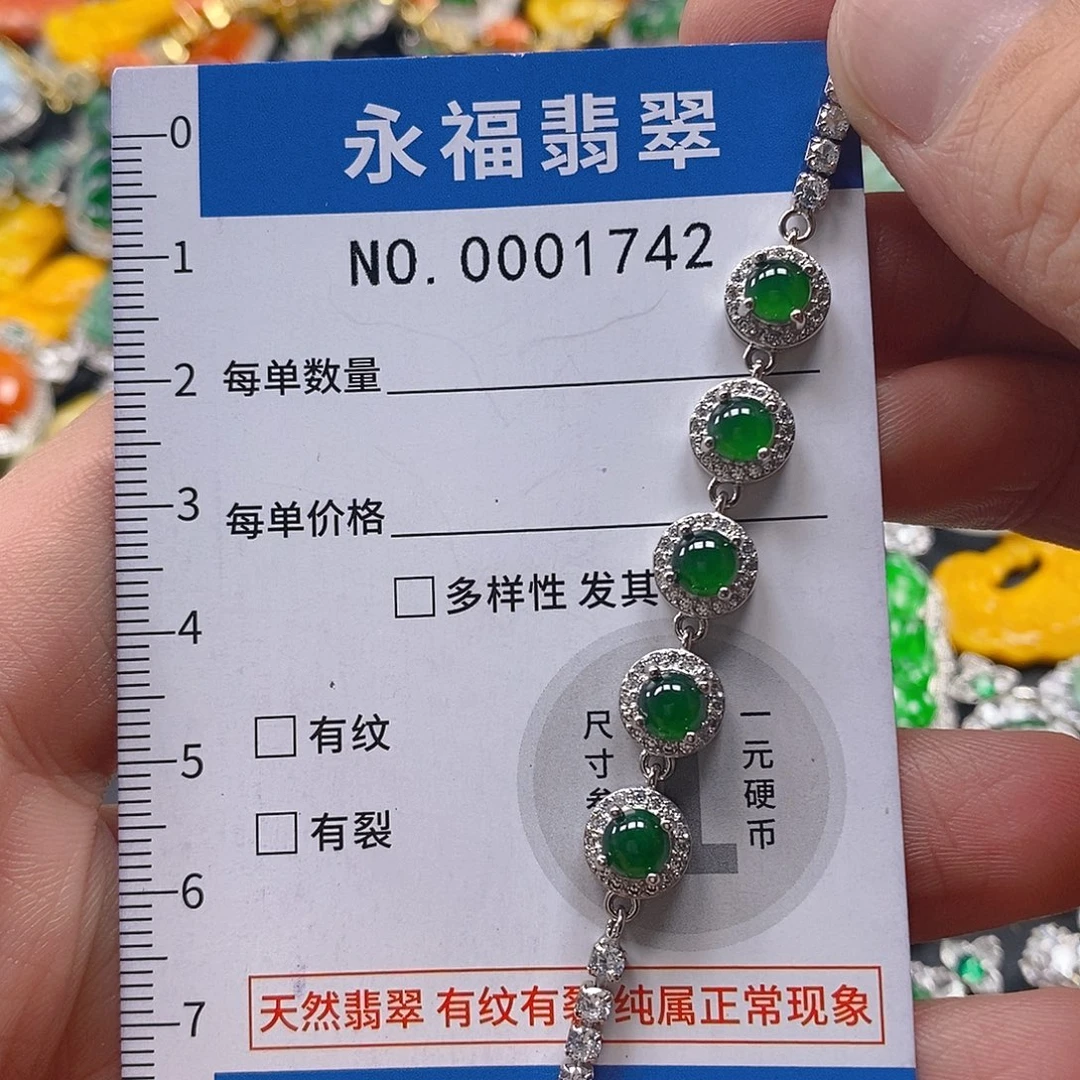 永福翡翠
NO. 0001742
每单数量
每单价格
多样性 发其
有纹
有裂
尺寸
一元硬币
1
天然翡翠 有纹有裂 纯属正常现象
0
1
2
3
4
5
6
7